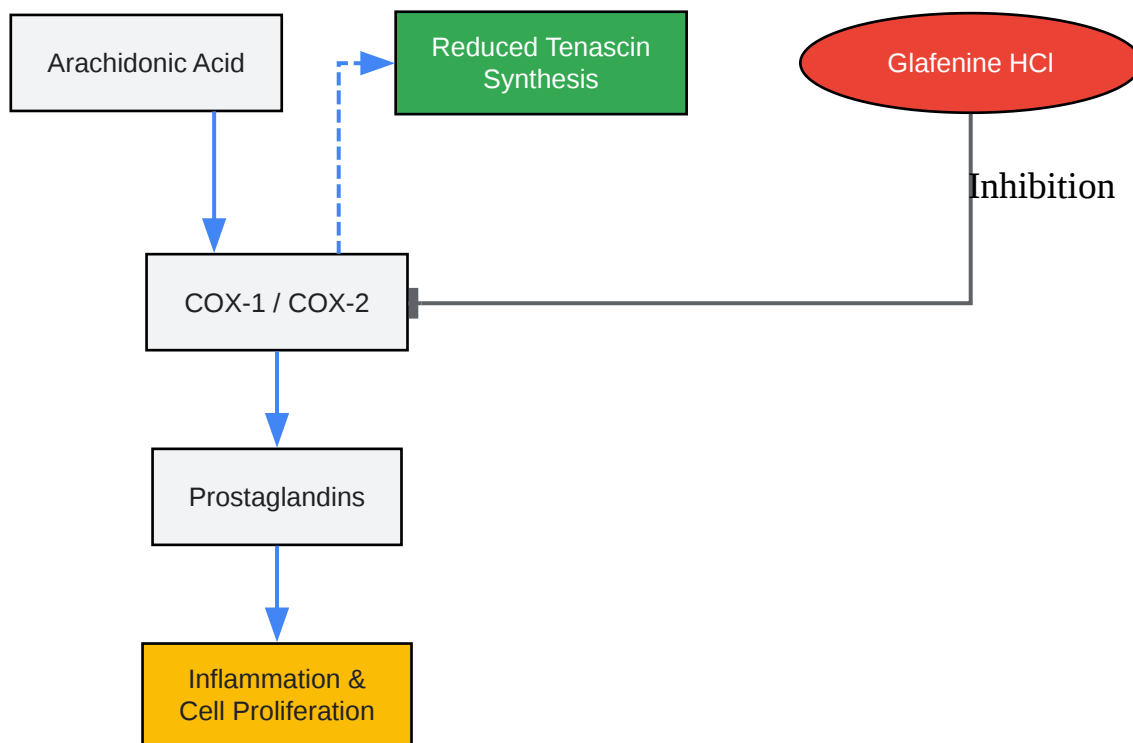 Arachidonic Acid
Reduced Tenascin
Synthesis
Glafenine HCl
Inhibition
COX-1 / COX-2
Prostaglandins
Inflammation &
Cell Proliferation